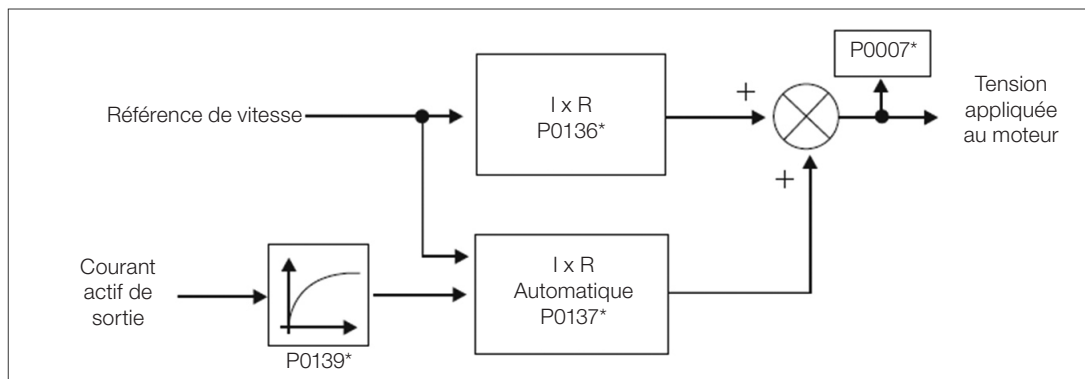 P0007*
Référence de vitesse
I x R
P0136*
+
Tension
appliquée
au moteur
+
Courant
actif de
sortie
P0139*
I x R
Automatique
P0137*